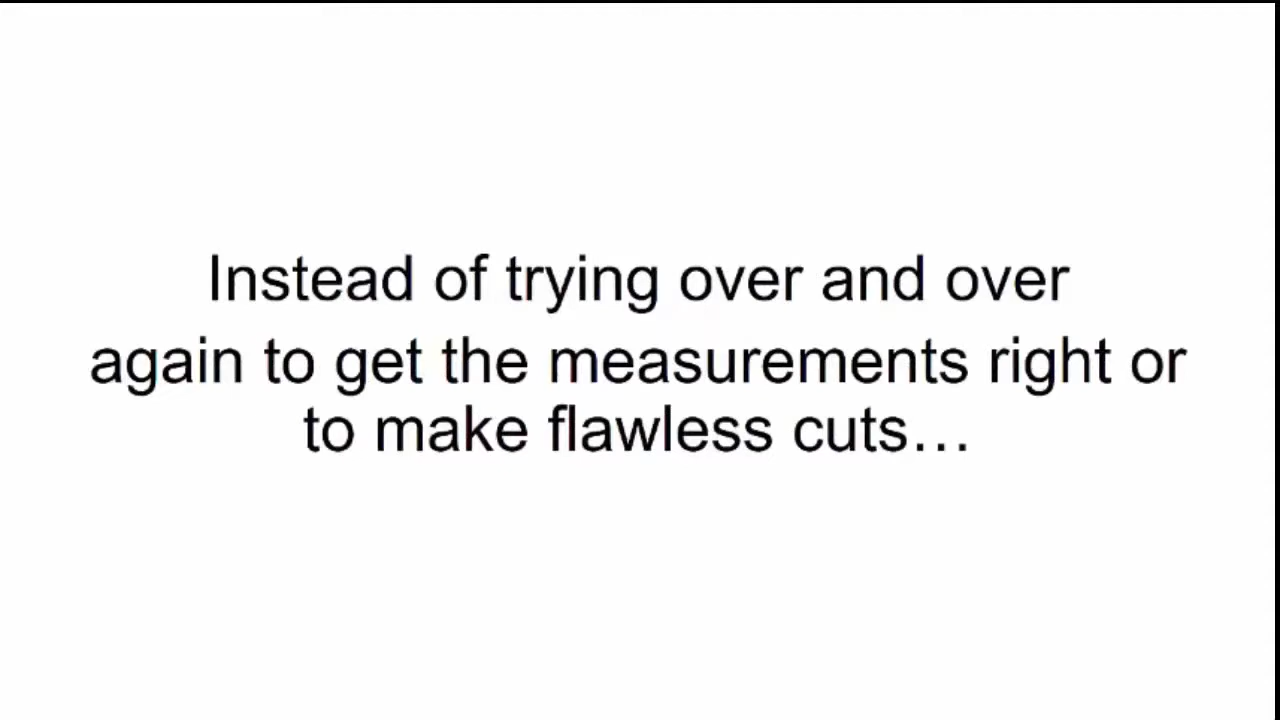 Instead of trying over and over
again to get the measurements right or
to make flawless cuts…